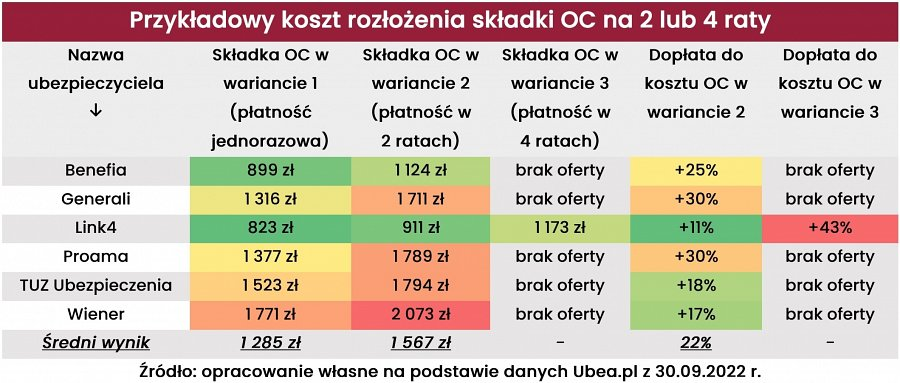 Przykładowy koszt rozłożenia składki OC na 2 lub 4 raty
Nazwa ubezpieczyciela ↓ Składka OC w wariancie 1 (płatność jednorazowa) Składka OC w wariancie 2 (płatność w 2 ratach) Składka OC w wariancie 3 (płatność w 4 ratach) Dopłata do kosztu OC w wariancie 2 Dopłata do kosztu OC w wariancie 3
Benefia 899 zł 1 124 zł brak oferty +25% brak oferty
Generali 1 316 zł 1 711 zł brak oferty +30% brak oferty
Link4 823 zł 911 zł 1 173 zł +11% +43%
Proama 1 377 zł 1 789 zł brak oferty +30% brak oferty
TUZ Ubezpieczenia 1 523 zł 1 794 zł brak oferty +18% brak oferty
Wiener 1 771 zł 2 073 zł brak oferty +17% brak oferty
Średni wynik 1 285 zł 1 567 zł – 22% –
Źródło: opracowanie własne na podstawie danych Ubea.pl z 30.09.2022 r.